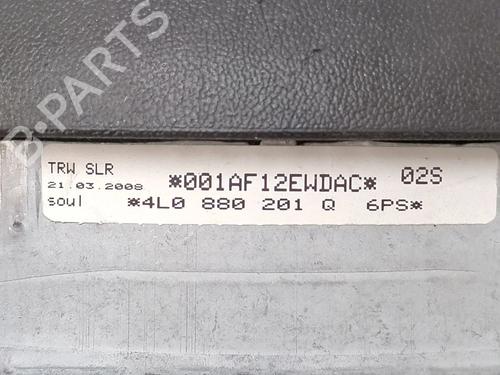 B-PARTS
TRW SLR
21.03.2008 *001AF12EWDAC* 02S
soul *4L0 880 201 Q 6PS*